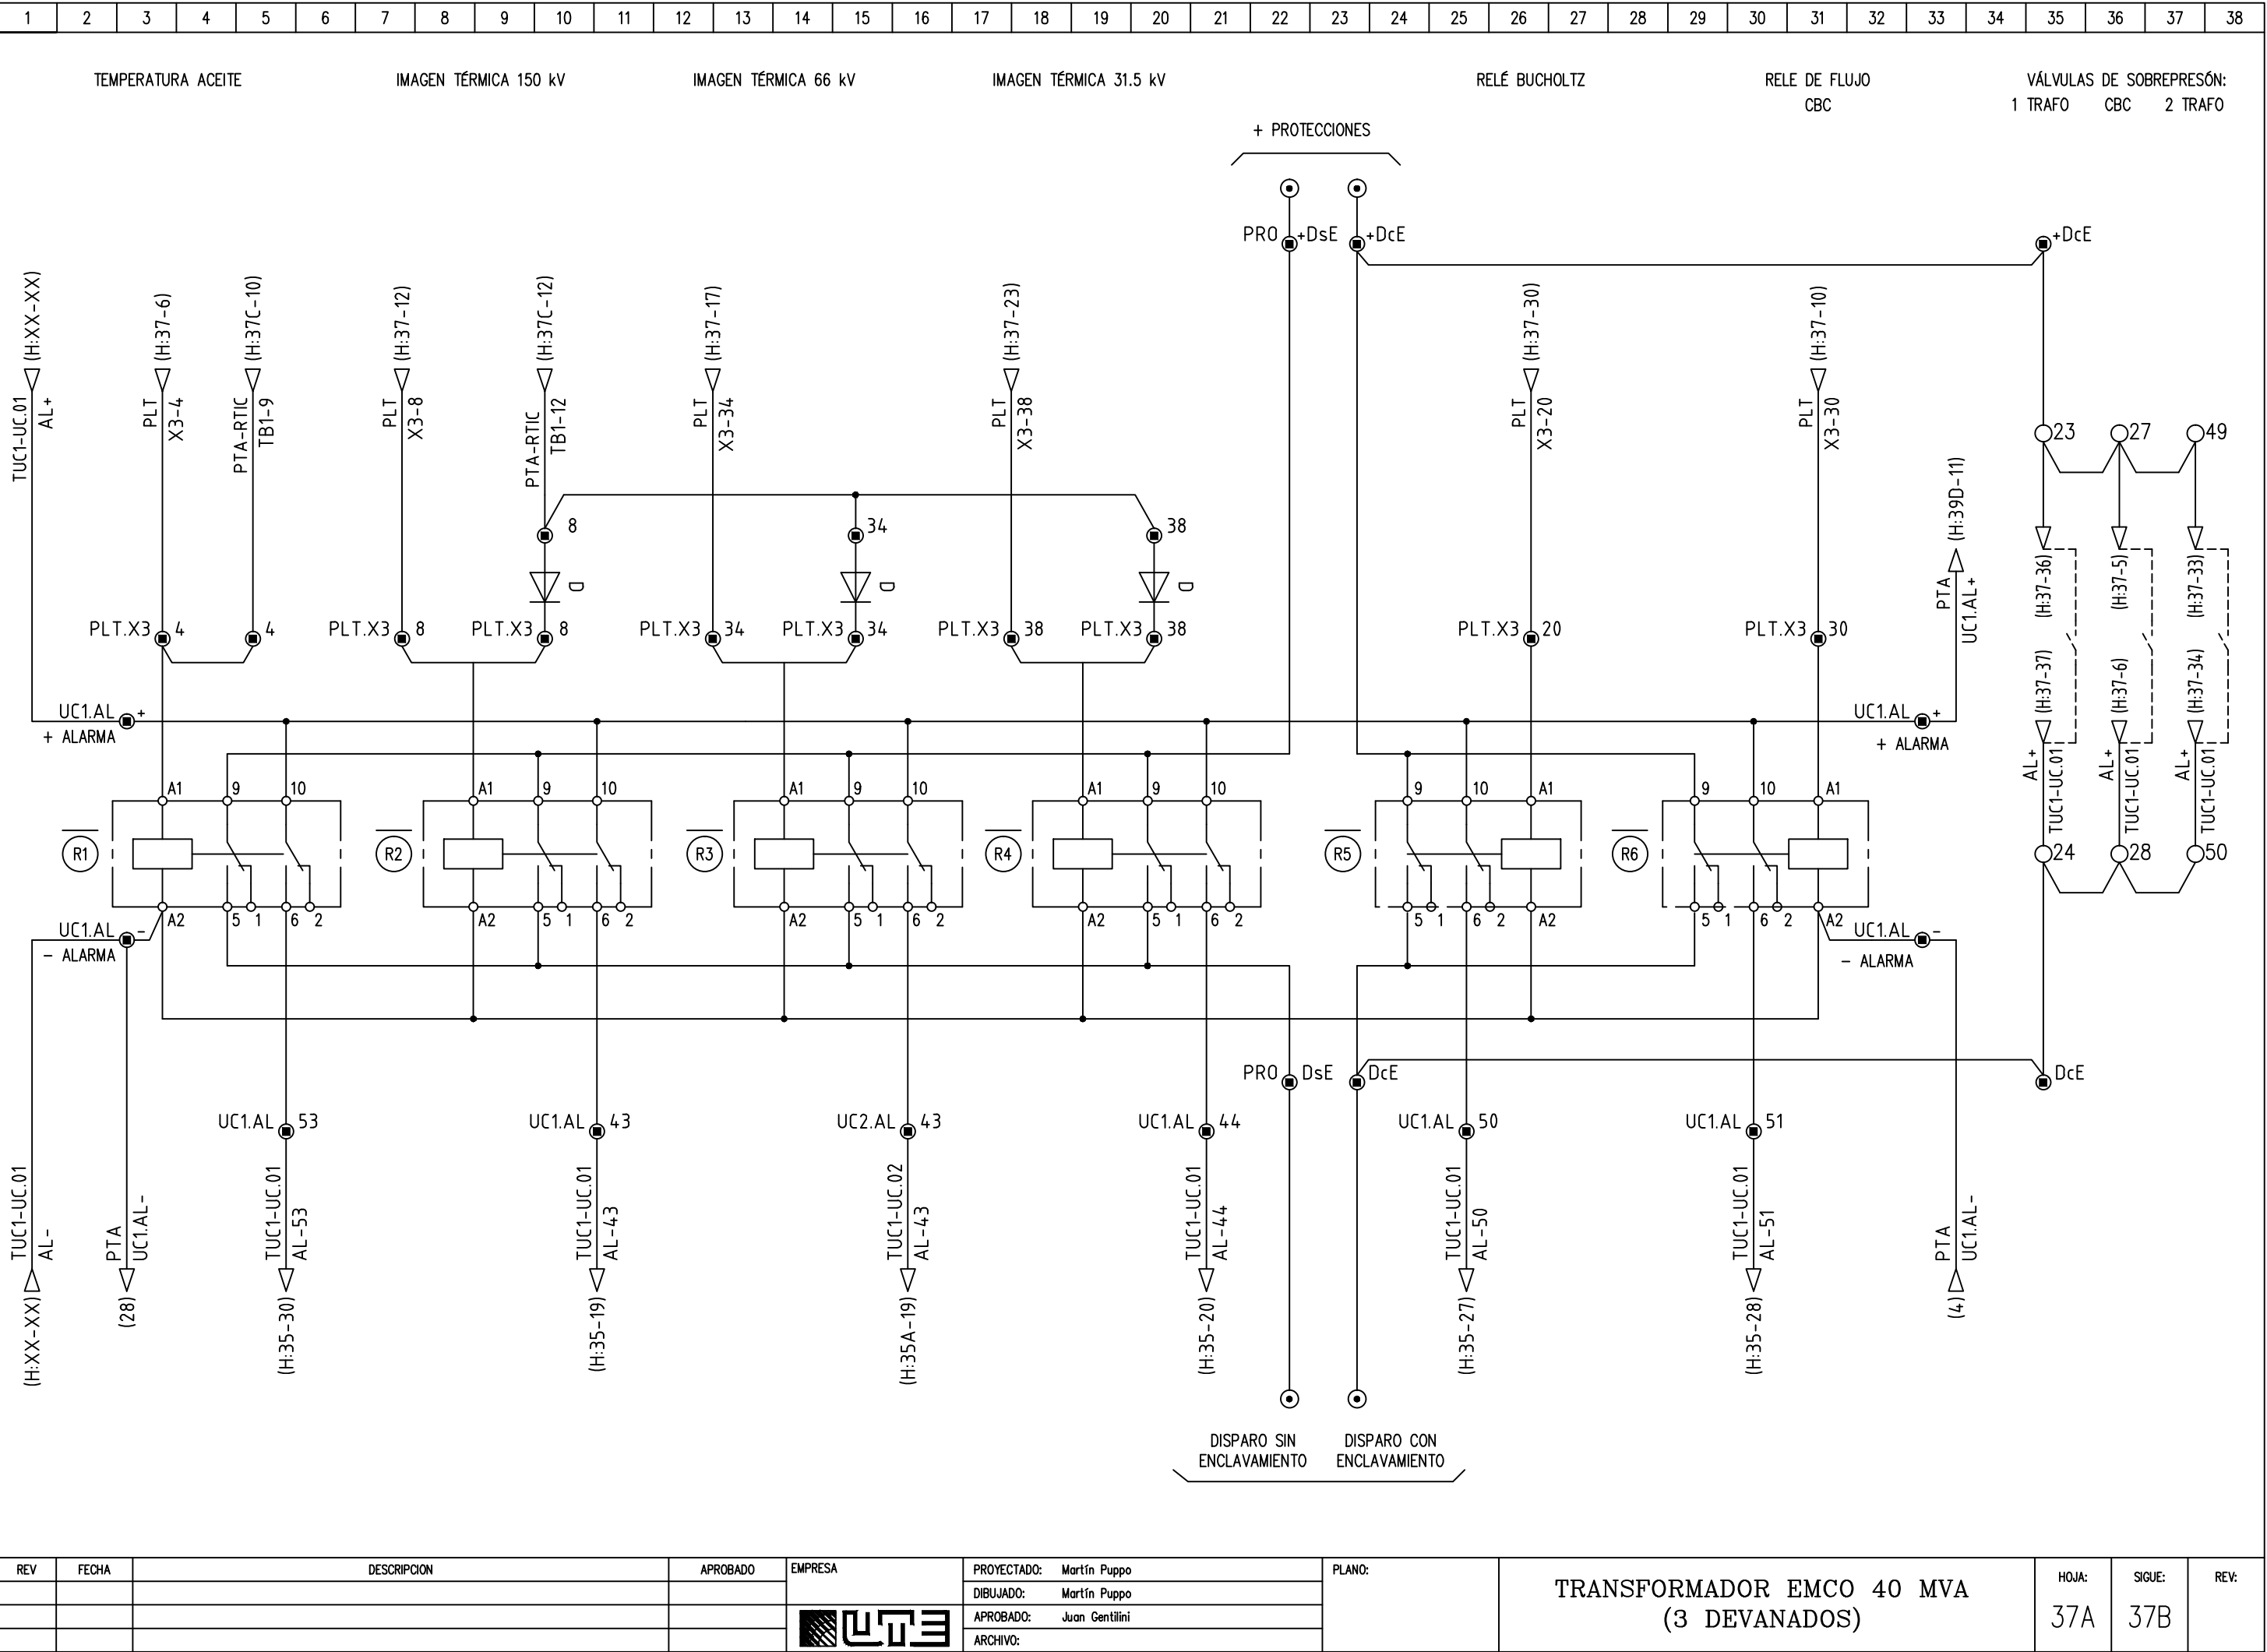 1 2 3 4 5 6 7 8 9 10 11 12 13 14 15 16 17 18 19 20 21 22 23 24 25 26 27 28 29 30 31 32 33 34 35 36 37 38
TEMPERATURA ACEITE
IMAGEN TÉRMICA 150 kV
IMAGEN TÉRMICA 66 kV
IMAGEN TÉRMICA 31.5 kV
RELÉ BUCHOLTZ
RELE DE FLUJO
CBC
VÁLVULAS DE SOBREPRESÓN:
1 TRAFO CBC 2 TRAFO
+ PROTECCIONES
PRO +DsE +DcE +DcE
(H:XX-XX)
TUC1-UC.01
AL+
(H:37-6)
PLT
X3-4
(H:37C-10)
PTA-RTIC
TB1-9
(H:37-12)
PLT
X3-8
(H:37C-12)
PTA-RTIC
TB1-12
(H:37-17)
PLT
X3-34
(H:37-23)
PLT
X3-38
(H:37-30)
PLT
X3-20
(H:37-10)
PLT
X3-30
(H:39D-11)
PTA
UC1.AL+
23 27 49
8 34 38
D D D
(H:37-36) (H:37-5) (H:37-33)
PLT.X3 4 4 PLT.X3 8 PLT.X3 8 PLT.X3 34 PLT.X3 34 PLT.X3 38 PLT.X3 38 PLT.X3 20 PLT.X3 30
(H:37-37) (H:37-6) (H:37-34)
UC1.AL +
+ ALARMA
UC1.AL +
+ ALARMA
AL+
TUC1-UC.01
AL+
TUC1-UC.01
AL+
TUC1-UC.01
A1 9 10 A1 9 10 A1 9 10 A1 9 10 9 10 A1 9 10 A1
R1 R2 R3 R4 R5 R6
24 28 50
A2 5 1 6 2 A2 5 1 6 2 A2 5 1 6 2 A2 5 1 6 2 5 1 6 2 A2 5 1 6 2 A2
UC1.AL -
- ALARMA
UC1.AL -
- ALARMA
PRO DsE DcE DcE
UC1.AL 53 UC1.AL 43 UC2.AL 43 UC1.AL 44 UC1.AL 50 UC1.AL 51
TUC1-UC.01
AL-
(H:XX-XX)
PTA
UC1.AL-
(28)
TUC1-UC.01
AL-53
(H:35-30)
TUC1-UC.01
AL-43
(H:35-19)
TUC1-UC.02
AL-43
(H:35A-19)
TUC1-UC.01
AL-44
(H:35-20)
TUC1-UC.01
AL-50
(H:35-27)
TUC1-UC.01
AL-51
(H:35-28)
PTA
UC1.AL-
(4)
DISPARO SIN
ENCLAVAMIENTO
DISPARO CON
ENCLAVAMIENTO
REV FECHA DESCRIPCION APROBADO EMPRESA
UTE
PROYECTADO: Martín Puppo
DIBUJADO: Martín Puppo
APROBADO: Juan Gentilini
ARCHIVO:
PLANO:
TRANSFORMADOR EMCO 40 MVA
(3 DEVANADOS)
HOJA: SIGUE: REV:
37A 37B